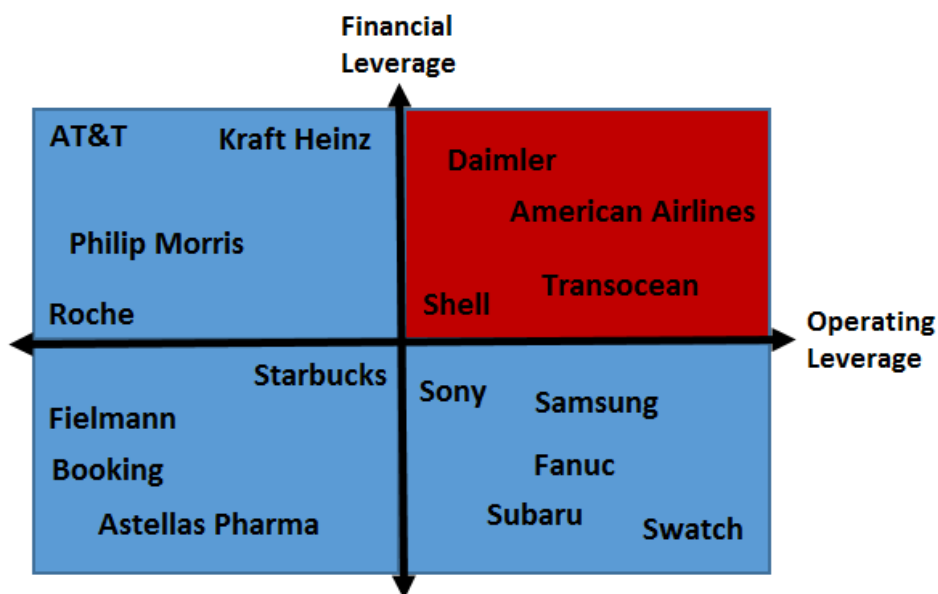 Financial
Leverage
AT&T
Kraft Heinz
Daimler
American Airlines
Philip Morris
Transocean
Shell
Roche
Operating
Leverage
Starbucks
Sony
Samsung
Fielmann
Booking
Fanuc
Astellas Pharma
Subaru
Swatch